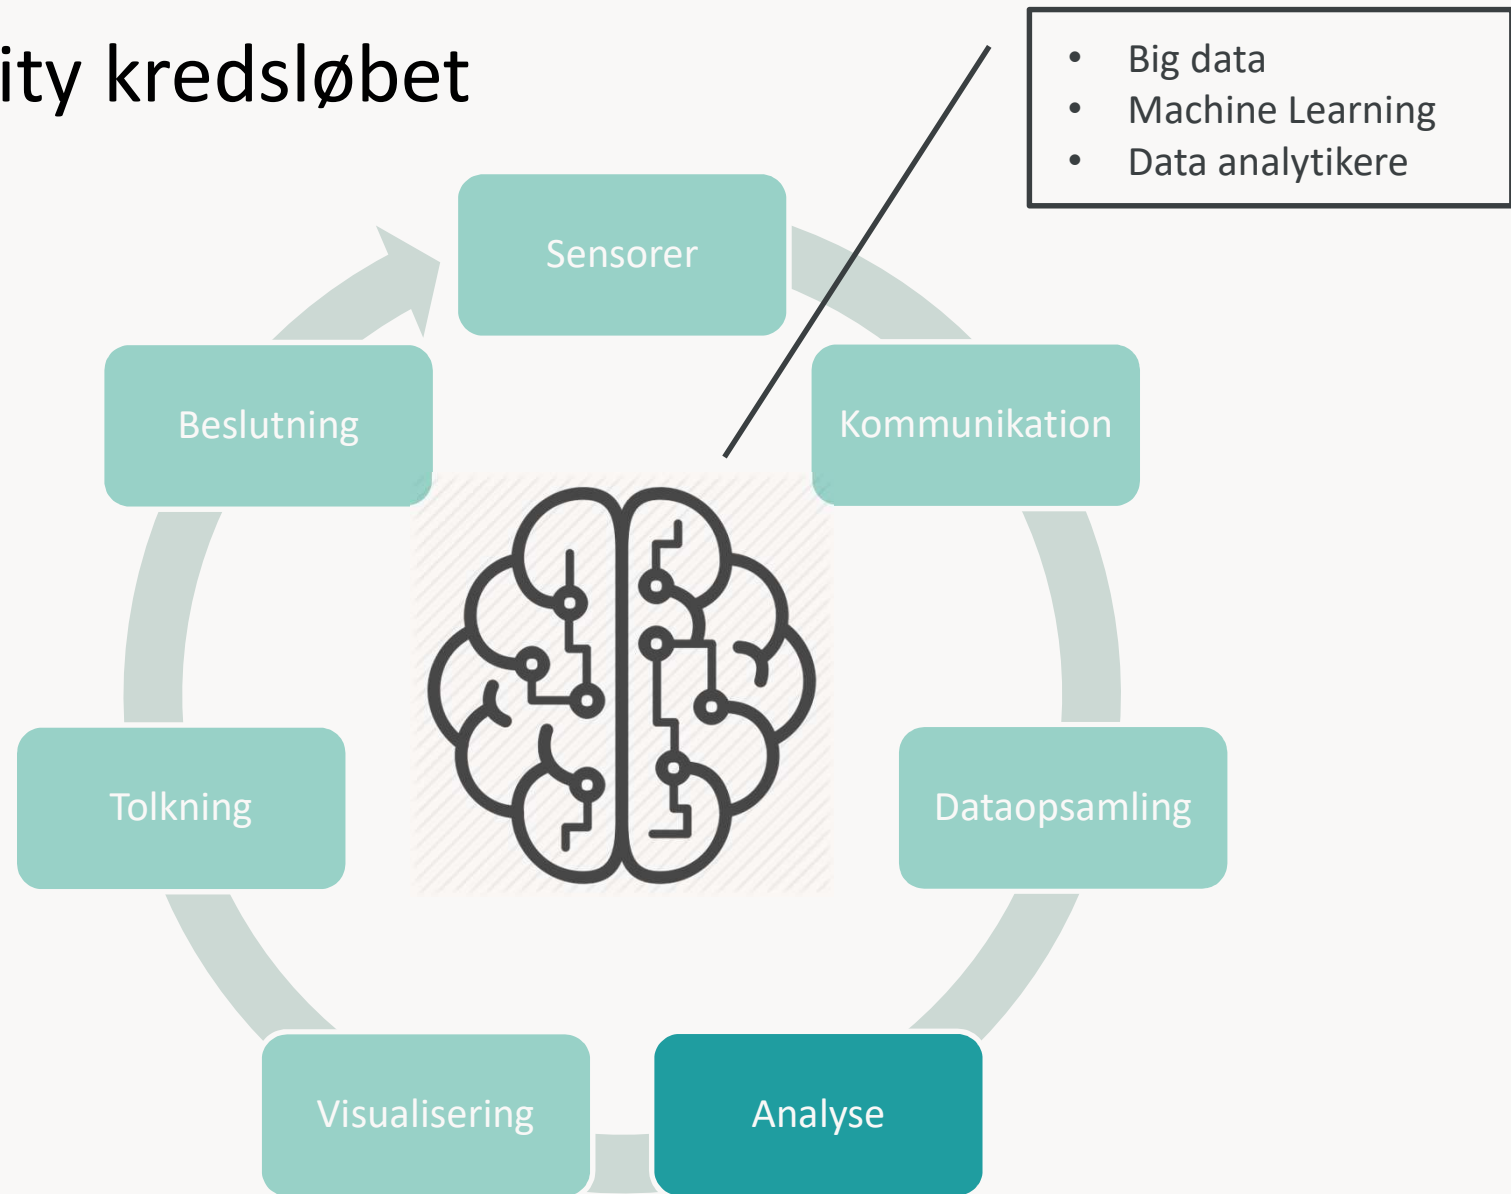 ity kredsløbet
• Big data
• Machine Learning
• Data analytikere
Sensorer
Kommunikation
Dataopsamling
Analyse
Visualisering
Tolkning
Beslutning